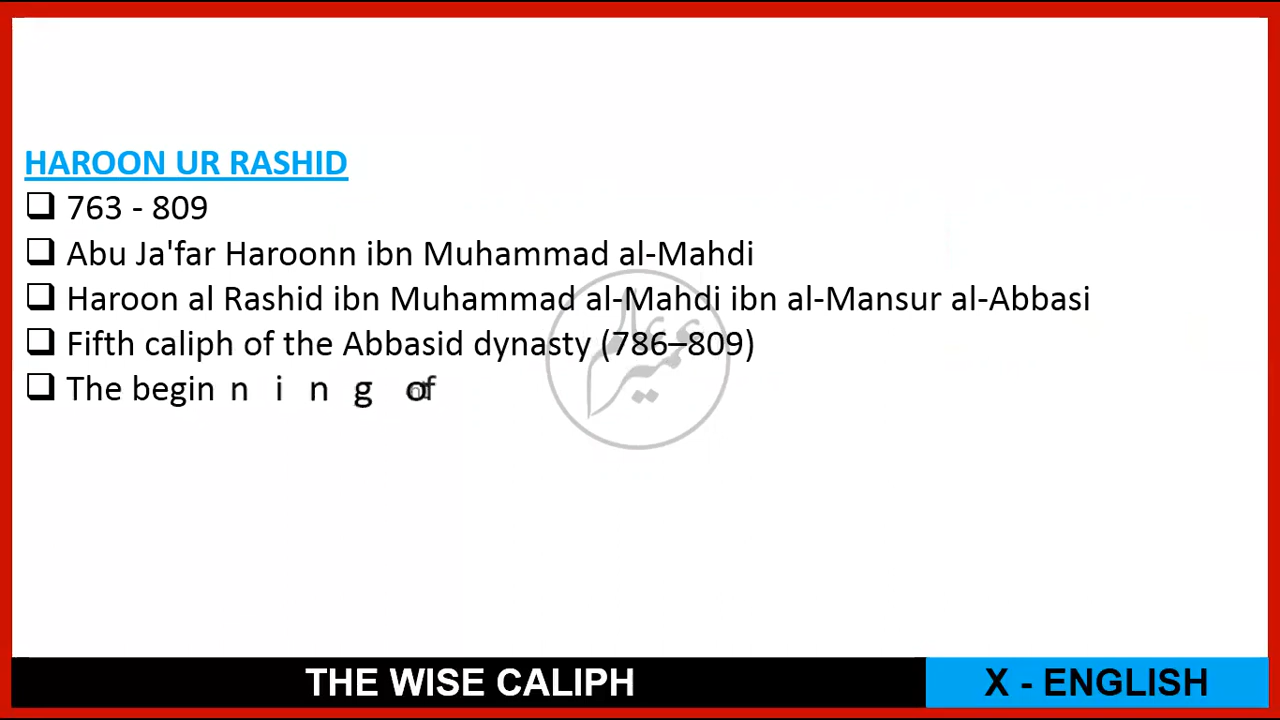 HAROON UR RASHID
763 - 809
Abu Ja'far Haroonn ibn Muhammad al-Mahdi
Haroon al Rashid ibn Muhammad al-Mahdi ibn al-Mansur al-Abbasi
Fifth caliph of the Abbasid dynasty (786–809)
The beginning of
THE WISE CALIPH
X - ENGLISH